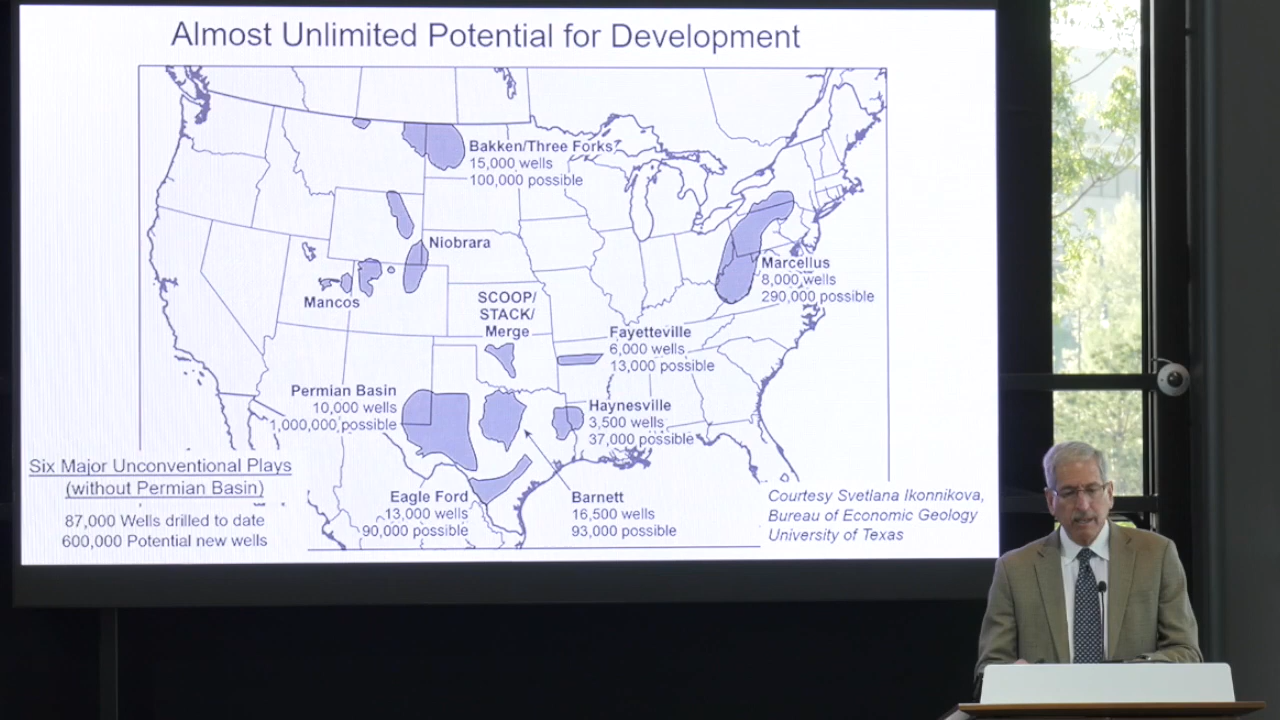 Almost Unlimited Potential for Development
Bakken/Three Forks
15,000 wells
100,000 possible
Niobrara
Mancos
SCOOP/
STACK/
Merge
Marcellus
8,000 wells
290,000 possible
Fayetteville
6,000 wells
13,000 possible
Permian Basin
10,000 wells
1,000,000 possible
Haynesville
3,500 wells
37,000 possible
Six Major Unconventional Plays
(without Permian Basin)
87,000 Wells drilled to date
600,000 Potential new wells
Eagle Ford
13,000 wells
90,000 possible
Barnett
16,500 wells
93,000 possible
Courtesy Svetlana Ikonnikova,
Bureau of Economic Geology
University of Texas